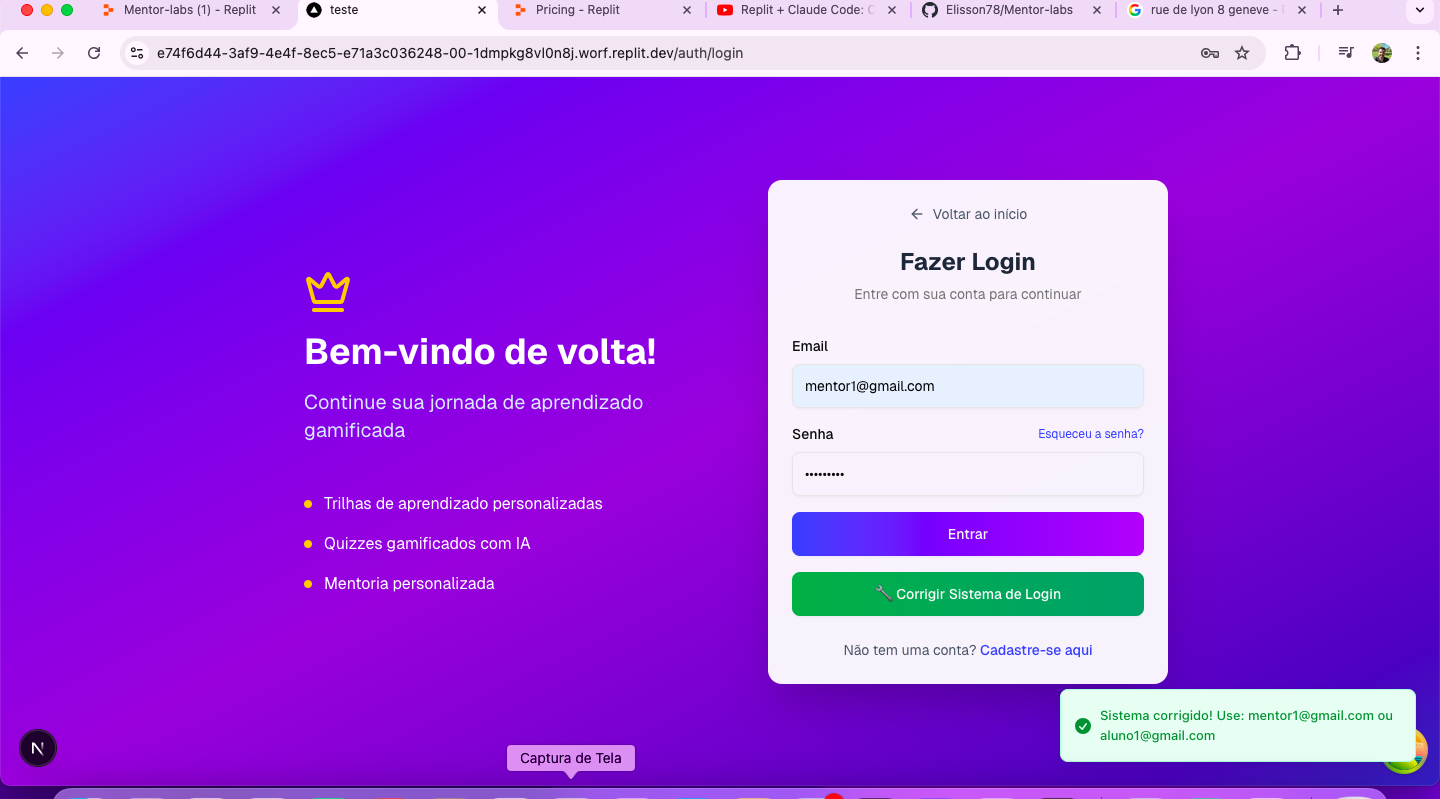 Mentor-labs (1) - Replit
teste
Pricing - Replit
Replit + Claude Code: C
Elisson78/Mentor-labs
rue de lyon 8 geneve -
e74f6d44-3af9-4e4f-8ec5-e71a3c036248-00-1dmpkg8vl0n8j.worf.replit.dev/auth/login
Voltar ao início
Fazer Login
Entre com sua conta para continuar
Bem-vindo de volta!
Continue sua jornada de aprendizado
gamificada
Trilhas de aprendizado personalizadas
Quizzes gamificados com IA
Mentoria personalizada
Email
mentor1@gmail.com
Senha
Esqueceu a senha?
•••••••••
Entrar
Corrigir Sistema de Login
Não tem uma conta? Cadastre-se aqui
Sistema corrigido! Use: mentor1@gmail.com ou
aluno1@gmail.com
N
Captura de Tela